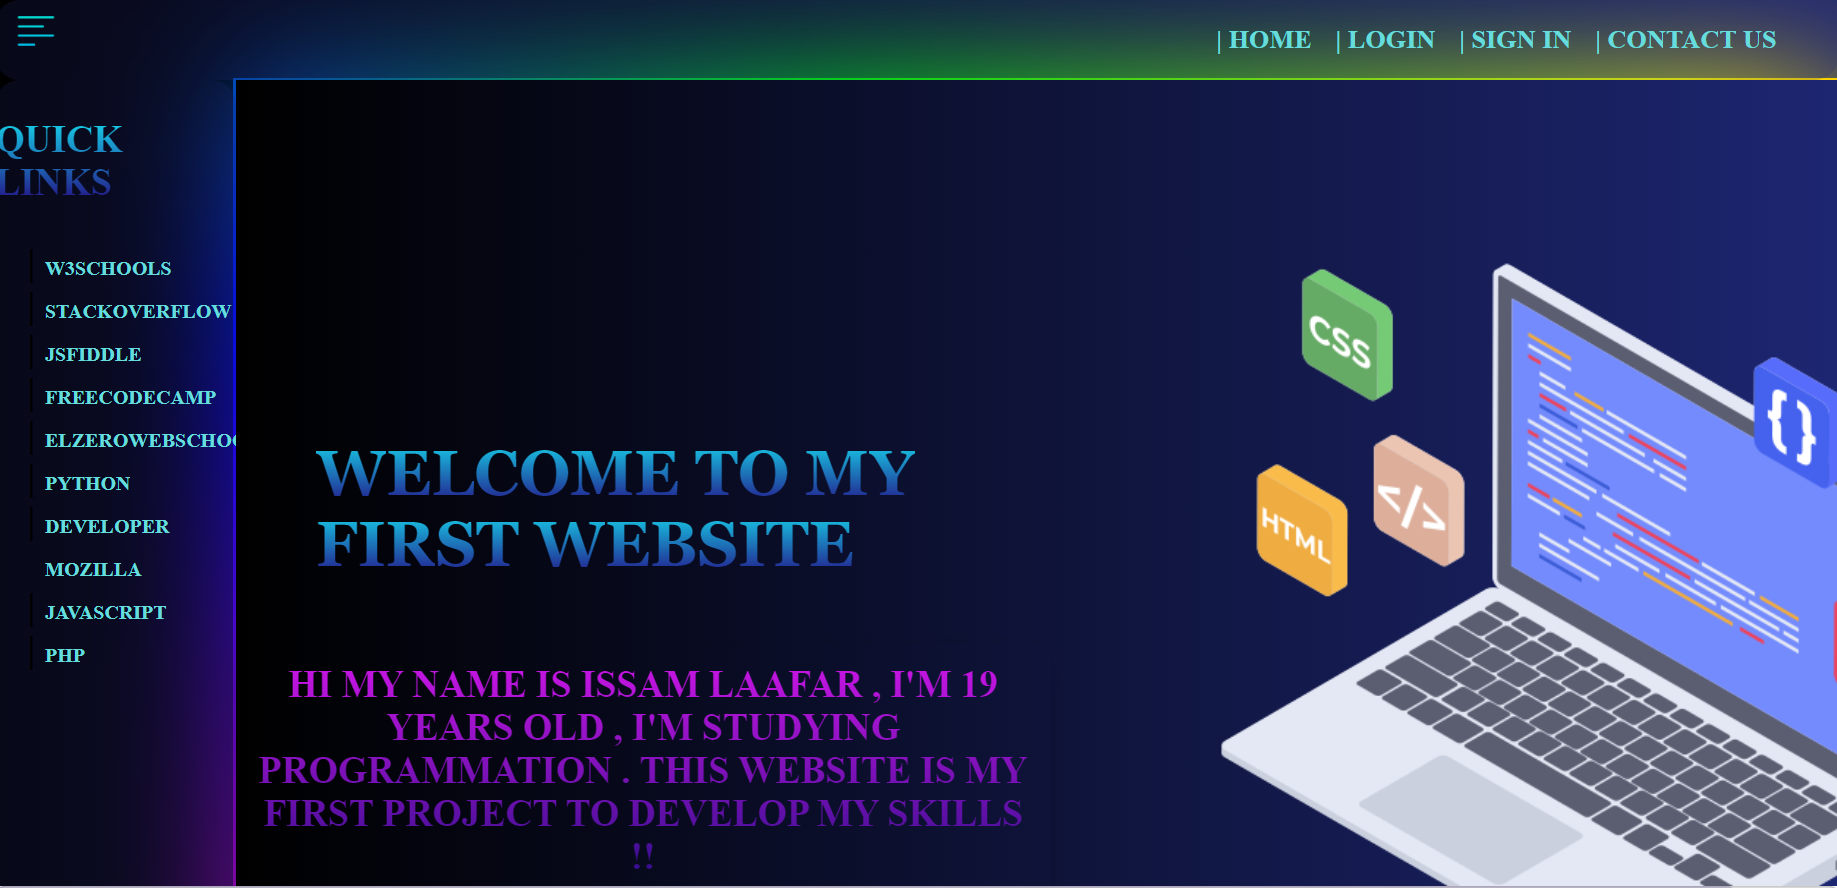 | HOME | LOGIN | SIGN IN | CONTACT US
QUICK
LINKS
W3SCHOOLS
STACKOVERFLOW
JSFIDDLE
FREECODECAMP
ELZEROWEBSCHO
PYTHON
DEVELOPER
MOZILLA
JAVASCRIPT
PHP
WELCOME TO MY
FIRST WEBSITE
HI MY NAME IS ISSAM LAAFAR , I'M 19
YEARS OLD , I'M STUDYING
PROGRAMMATION . THIS WEBSITE IS MY
FIRST PROJECT TO DEVELOP MY SKILLS
!!
CSS
</>
HTML
{}